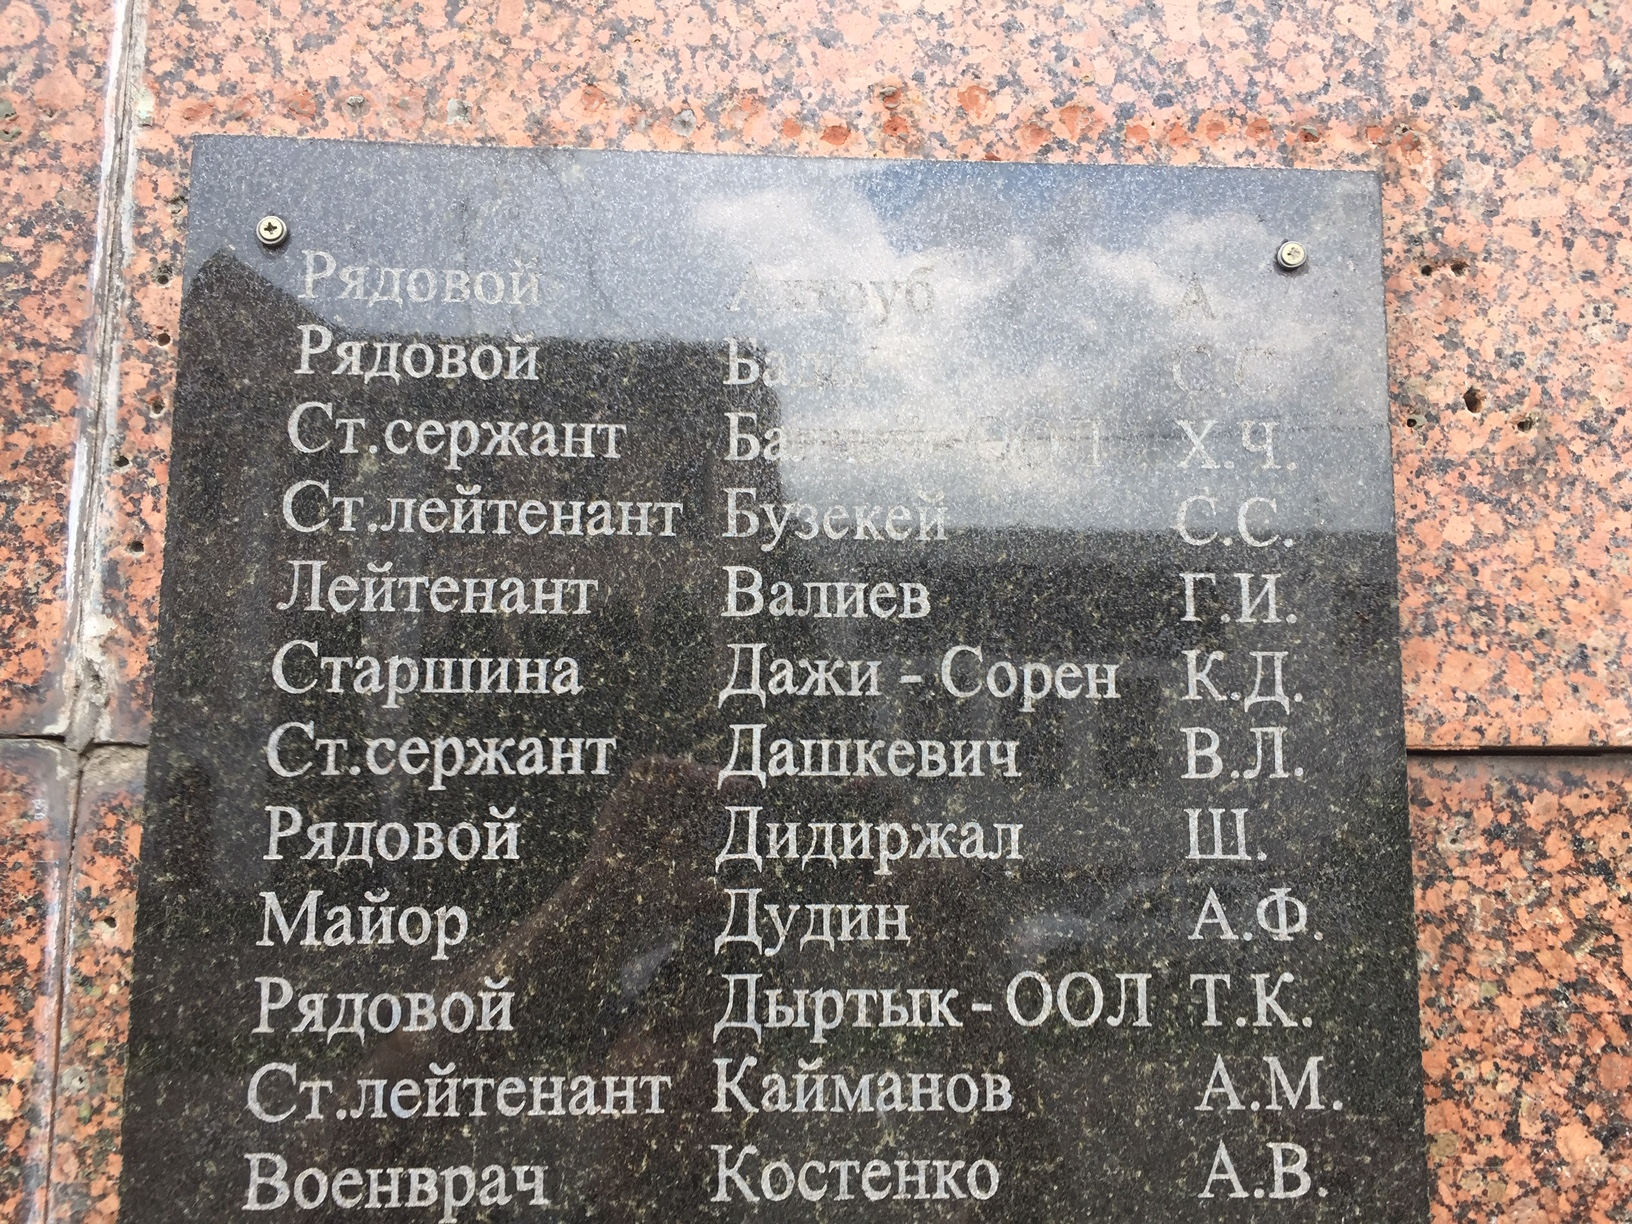 Рядовой А.
Рядовой С.С.
Ст.сержант Х.Ч.
Ст.лейтенант Бузекей С.С.
Лейтенант Валиев Г.И.
Старшина Дажи - Сорен К.Д.
Ст.сержант Дашкевич В.Л.
Рядовой Дидиржал Ш.
Майор Дудин А.Ф.
Рядовой Дыртык - ООЛ Т.К.
Ст.лейтенант Кайманов А.М.
Военврач Костенко А.В.